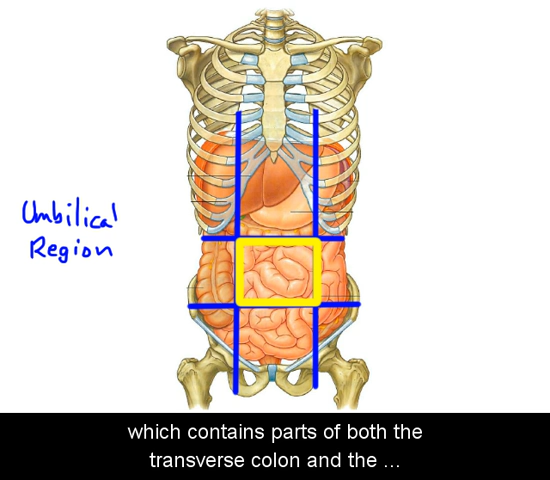 Umbilical
Region
which contains parts of both the
transverse colon and the ...